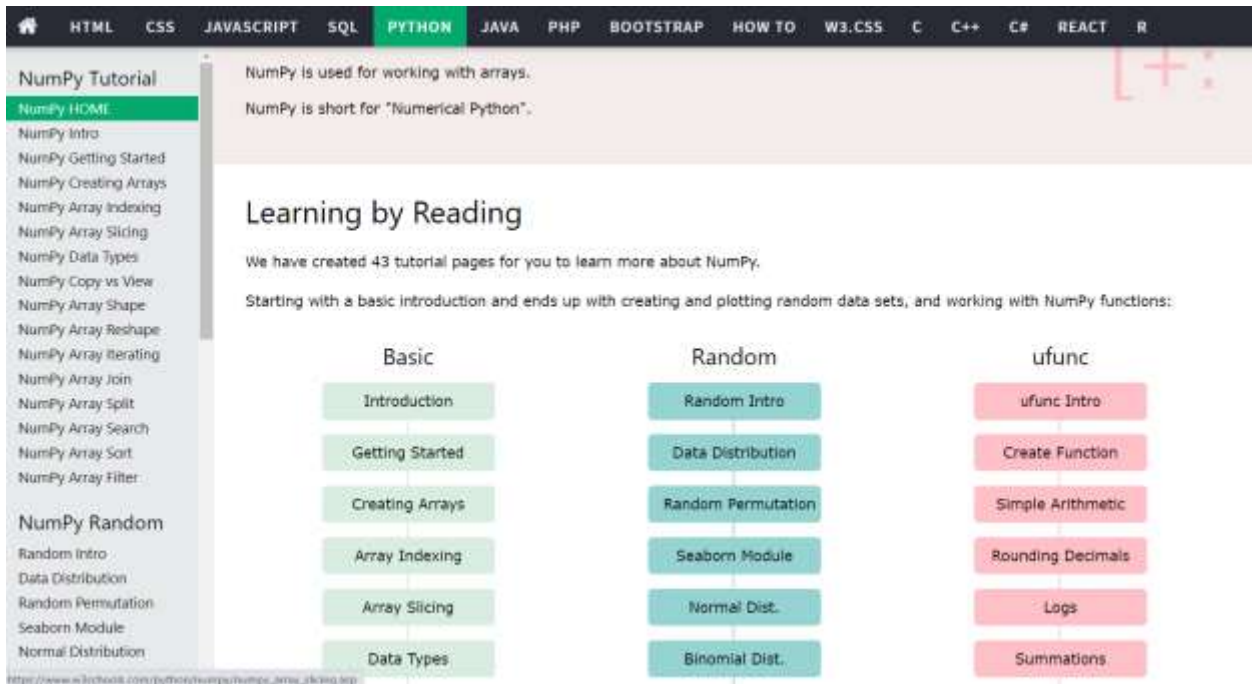 HTML CSS JAVASCRIPT SQL PYTHON JAVA PHP BOOTSTRAP HOW TO W3.CSS C C++ C# REACT R
NumPy Tutorial
NumPy HOME
NumPy Intro
NumPy Getting Started
NumPy Creating Arrays
NumPy Array Indexing
NumPy Array Slicing
NumPy Data Types
NumPy Copy vs View
NumPy Array Shape
NumPy Array Reshape
NumPy Array Iterating
NumPy Array Join
NumPy Array Split
NumPy Array Search
NumPy Array Sort
NumPy Array Filter
NumPy Random
Random Intro
Data Distribution
Random Permutation
Seaborn Module
Normal Distribution
https://www.w3schools.com/python/numpy/numpy_array_slicing.asp
NumPy is used for working with arrays.
NumPy is short for "Numerical Python".
[+:
Learning by Reading
We have created 43 tutorial pages for you to learn more about NumPy.
Starting with a basic introduction and ends up with creating and plotting random data sets, and working with NumPy functions:
Basic
Introduction
Getting Started
Creating Arrays
Array Indexing
Array Slicing
Data Types
Random
Random Intro
Data Distribution
Random Permutation
Seaborn Module
Normal Dist.
Binomial Dist.
ufunc
ufunc Intro
Create Function
Simple Arithmetic
Rounding Decimals
Logs
Summations